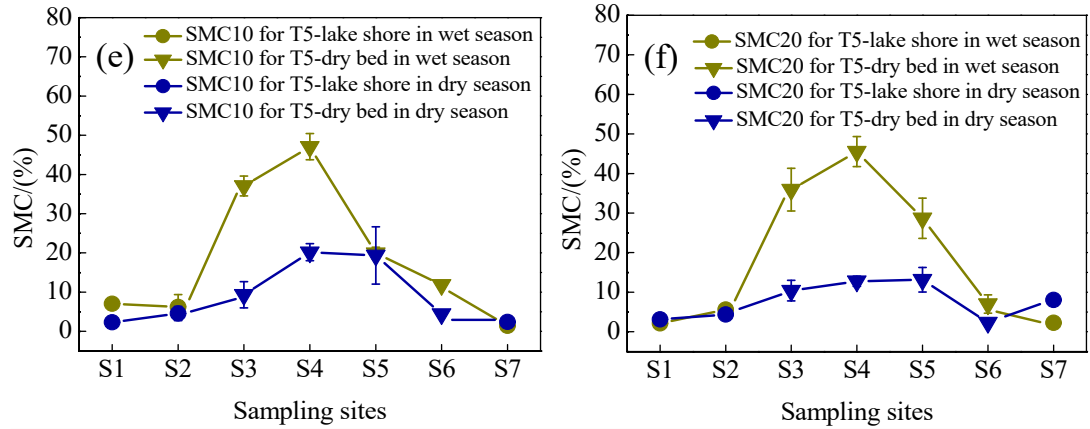 (e)
SMC10 for T5-lake shore in wet season
SMC10 for T5-dry bed in wet season
SMC10 for T5-lake shore in dry season
SMC10 for T5-dry bed in dry season
80
70
60
50
40
30
20
10
0
SMC/(%)
S1 S2 S3 S4 S5 S6 S7
Sampling sites
(f)
SMC20 for T5-lake shore in wet season
SMC20 for T5-dry bed in wet season
SMC20 for T5-lake shore in dry season
SMC20 for T5-dry bed in dry season
80
70
60
50
40
30
20
10
0
SMC/(%)
S1 S2 S3 S4 S5 S6 S7
Sampling sites